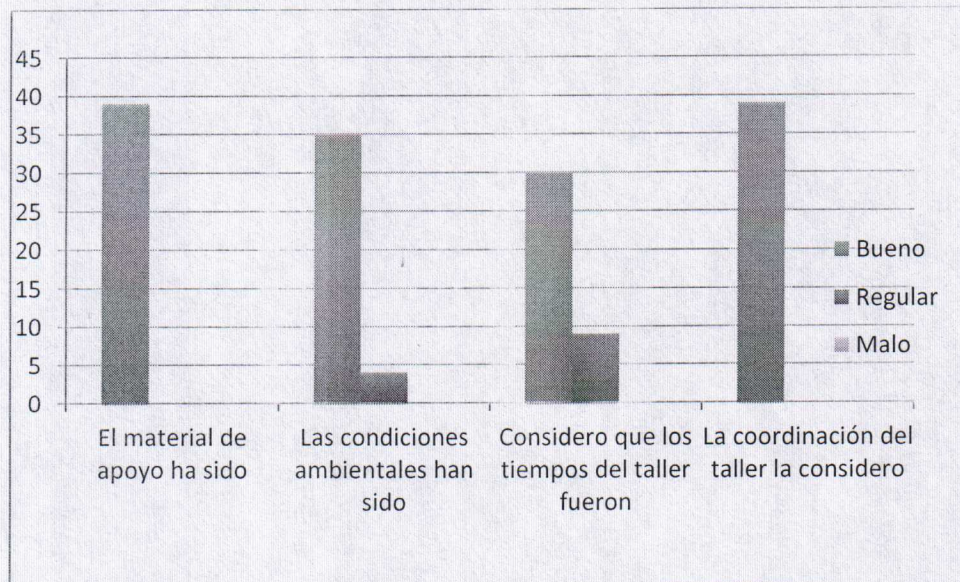 45
40
35
30
25
20
15
10
5
0
Bueno
Regular
Malo
El material de
apoyo ha sido
Las condiciones
ambientales han
sido
Considero que los
tiempos del taller
fueron
La coordinación del
taller la considero